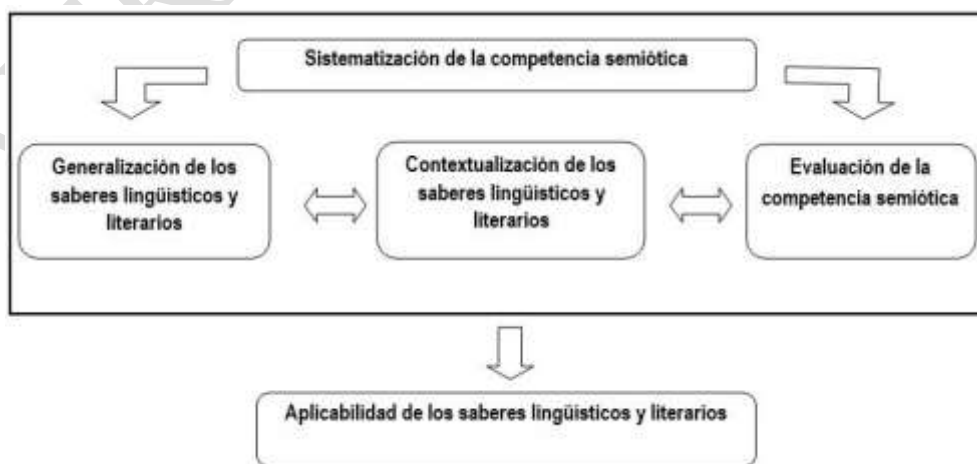 Sistematización de la competencia semiótica
Generalización de los
saberes lingüísticos y
literarios
Contextualización de los
saberes lingüísticos y
literarios
Evaluación de la
competencia semiótica
Aplicabilidad de los saberes lingüísticos y literarios